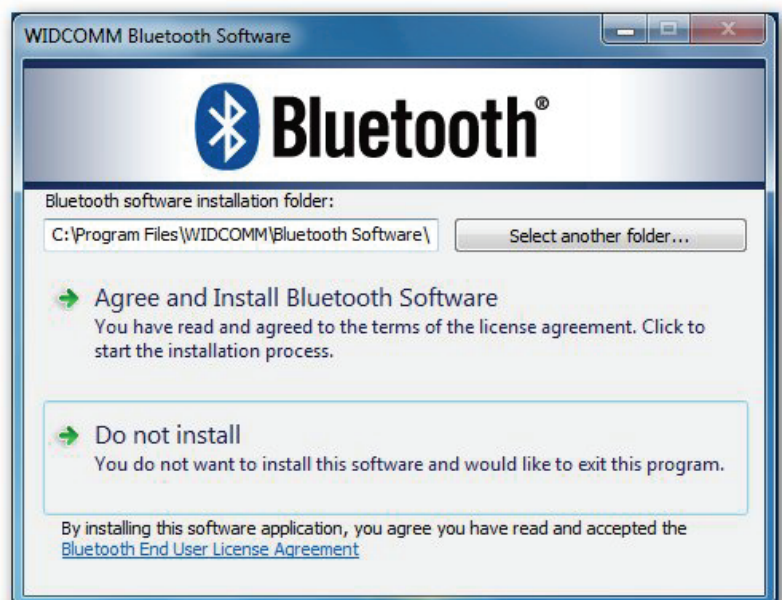 WIDCOMM Bluetooth Software
Bluetooth®
Bluetooth software installation folder:
C:\Program Files\WIDCOMM\Bluetooth Software\ Select another folder...
Agree and Install Bluetooth Software
You have read and agreed to the terms of the license agreement. Click to
start the installation process.
Do not install
You do not want to install this software and would like to exit this program.
By installing this software application, you agree you have read and accepted the
Bluetooth End User License Agreement